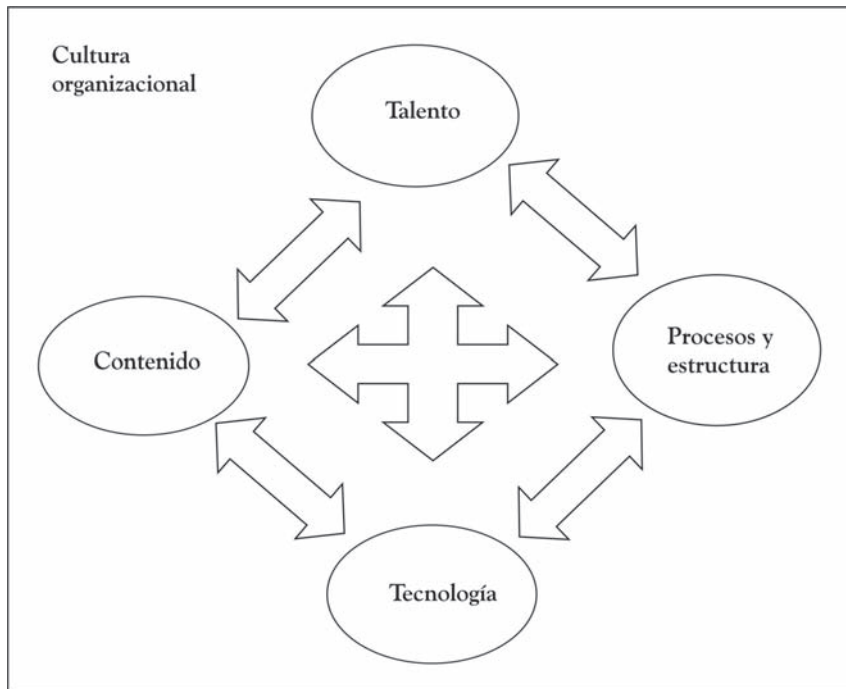 Cultura
organizacional
Talento
Contenido
Procesos y
estructura
Tecnología